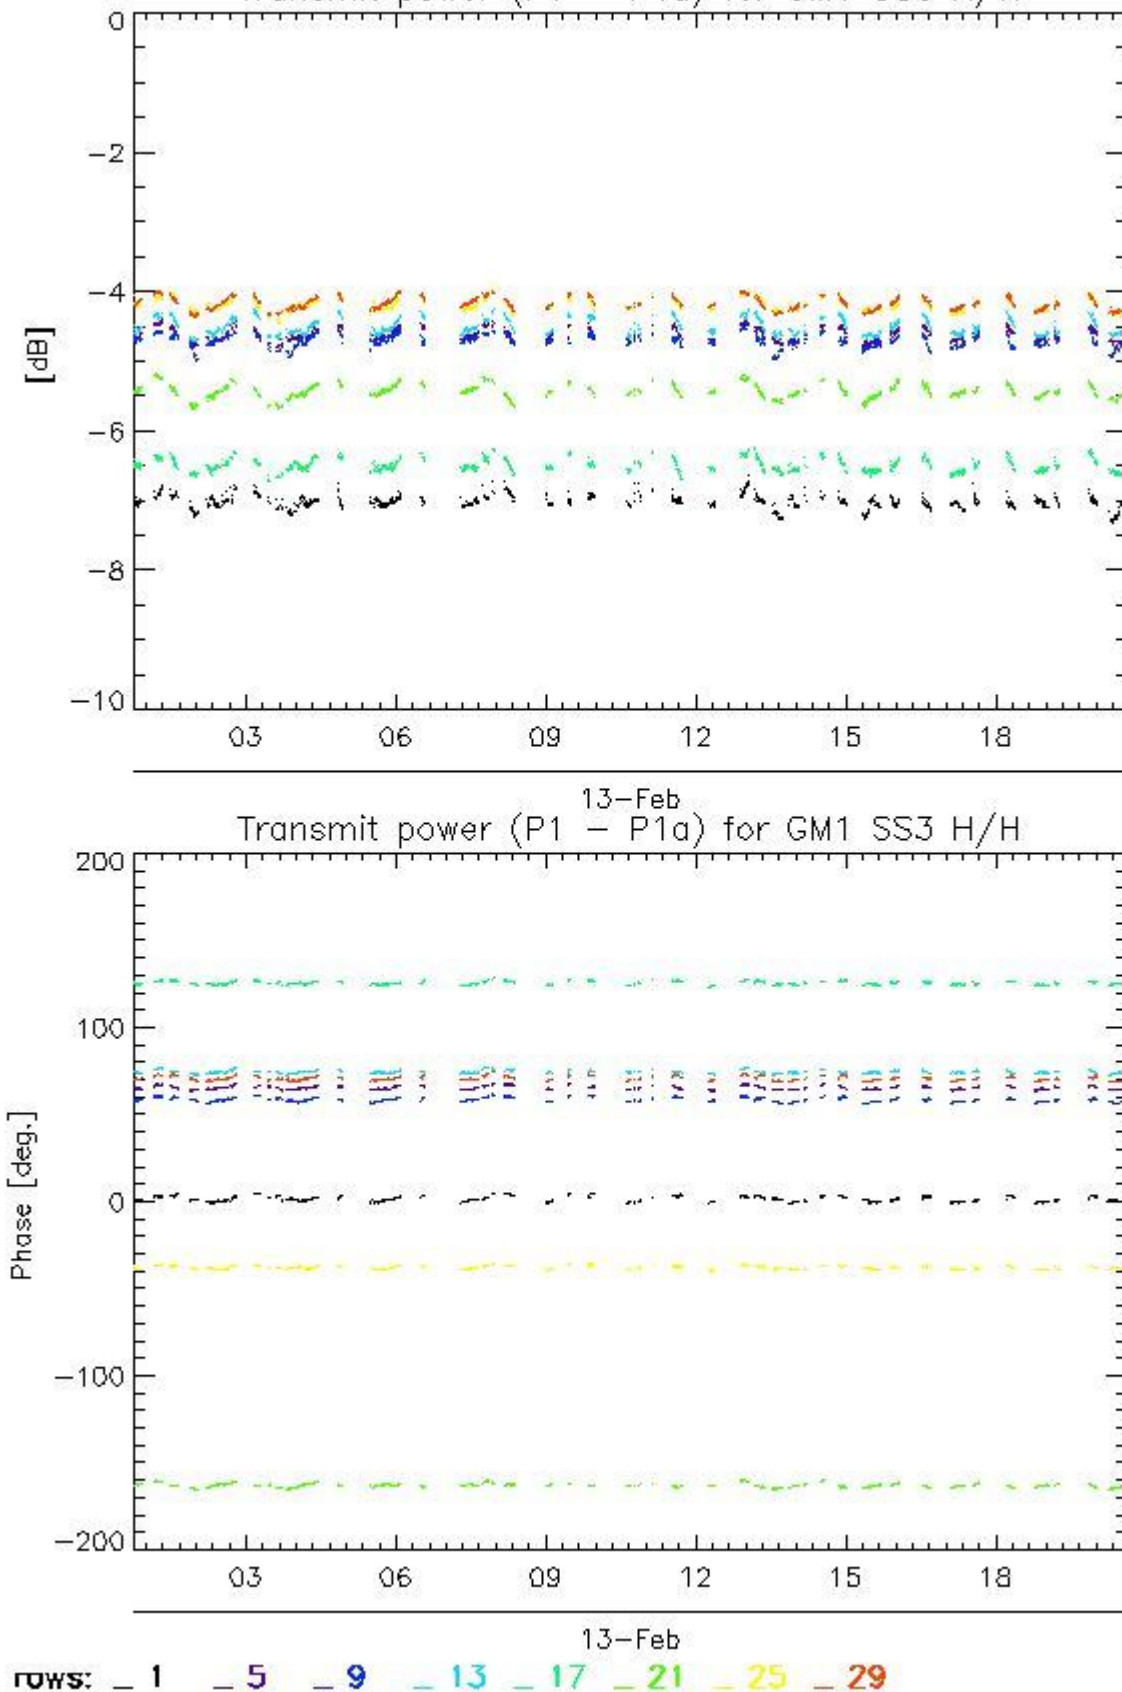 0
−2
−4
[dB]
−6
−8
−10
03 06 09 12 15 18
13−Feb
Transmit power (P1 − P1a) for GM1 SS3 H/H
200
100
Phase [deg.]
0
−100
−200
03 06 09 12 15 18
13−Feb
rows: _ 1 _ 5 _ 9 _ 13 _ 17 _ 21 _ 25 _ 29